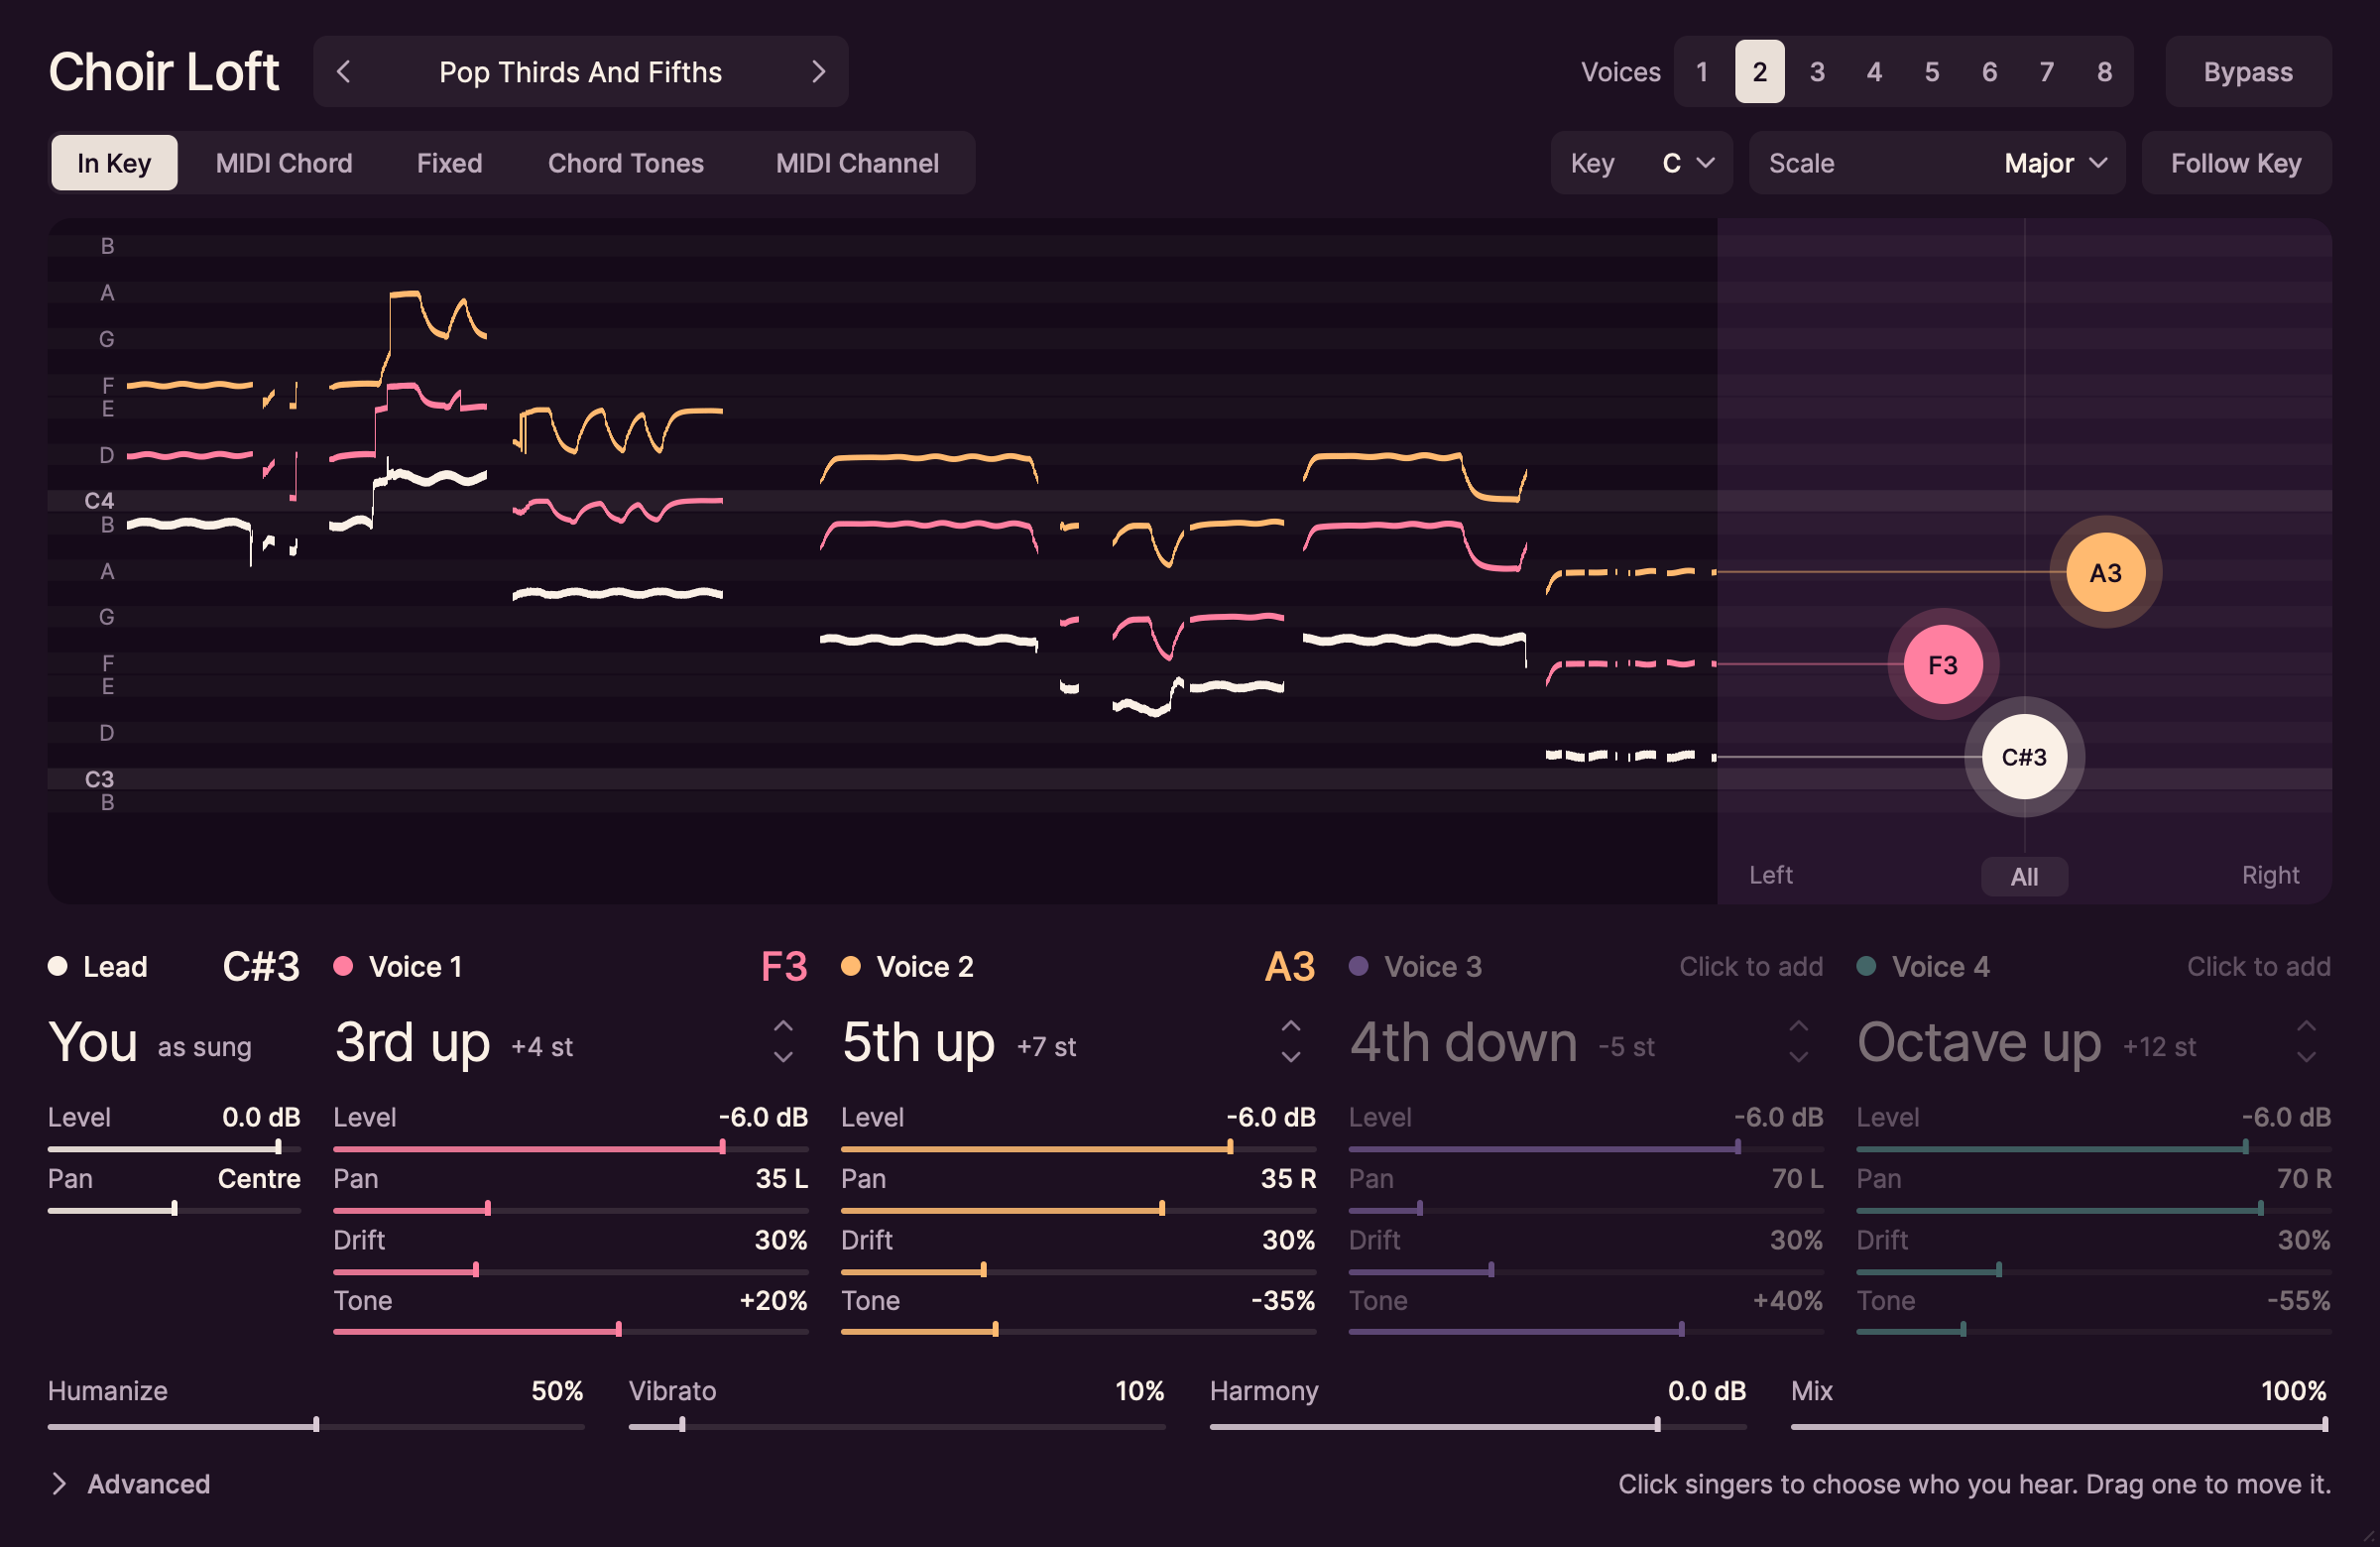 Choir Loft
Pop Thirds And Fifths
Voices 1 2 3 4 5 6 7 8
Bypass
In Key MIDI Chord Fixed Chord Tones MIDI Channel
Key C
Scale Major
Follow Key
B
A
G
F
E
D
C4
B
A
G
F
E
D
C3
B
A3
F3
C#3
Left All Right
Lead C#3
You as sung
Level 0.0 dB
Pan Centre
Voice 1 F3
3rd up +4 st
Level -6.0 dB
Pan 35 L
Drift 30%
Tone +20%
Voice 2 A3
5th up +7 st
Level -6.0 dB
Pan 35 R
Drift 30%
Tone -35%
Voice 3 Click to add
4th down -5 st
Level -6.0 dB
Pan 70 L
Drift 30%
Tone +40%
Voice 4 Click to add
Octave up +12 st
Level -6.0 dB
Pan 70 R
Drift 30%
Tone -55%
Humanize 50%
Vibrato 10%
Harmony 0.0 dB
Mix 100%
Advanced
Click singers to choose who you hear. Drag one to move it.